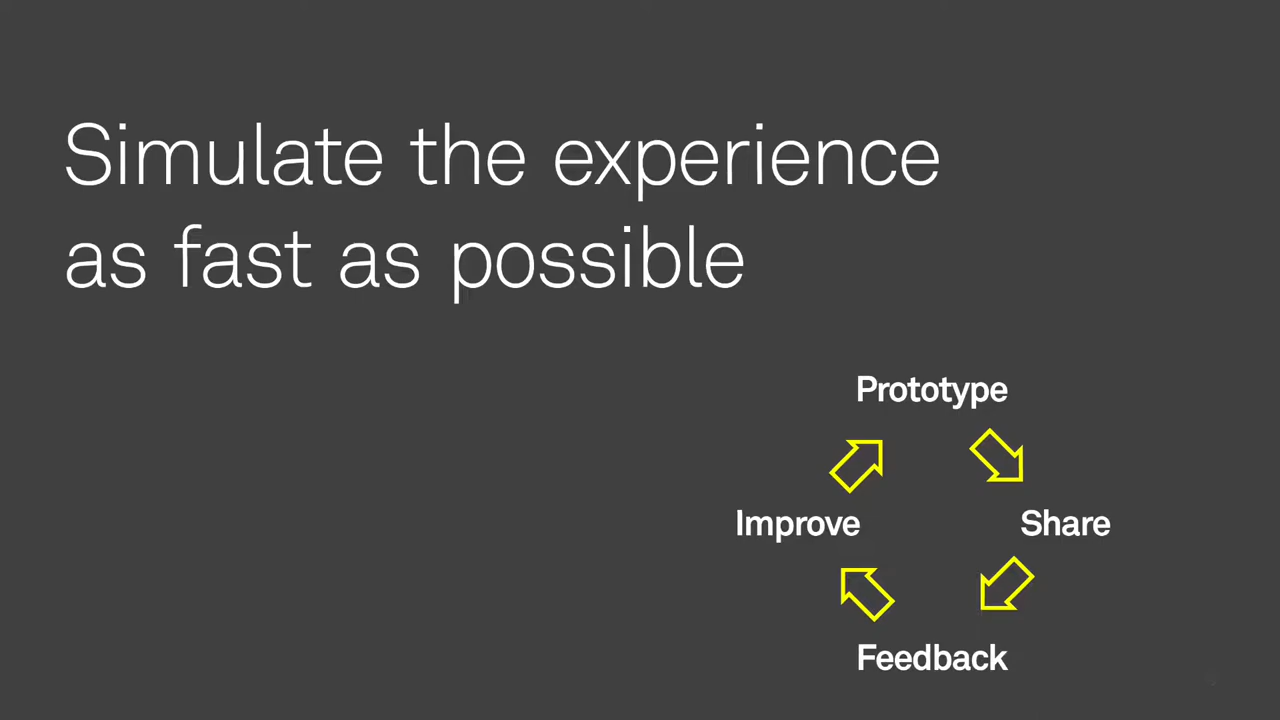 Simulate the experience
as fast as possible
Prototype
Improve
Share
Feedback